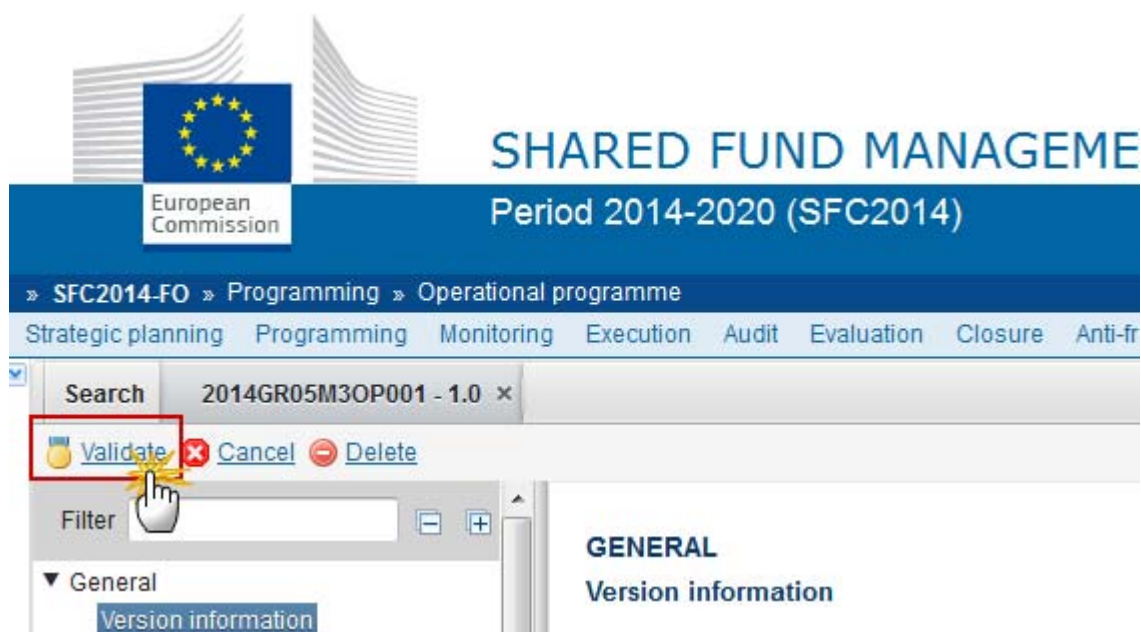 European
Commission
SHARED FUND MANAGEME
Period 2014-2020 (SFC2014)
» SFC2014-FO » Programming » Operational programme
Strategic planning Programming Monitoring Execution Audit Evaluation Closure Anti-fr
Search 2014GR05M3OP001 - 1.0 ×
Validate Cancel Delete
Filter
GENERAL
▼ General
Version information
Version information